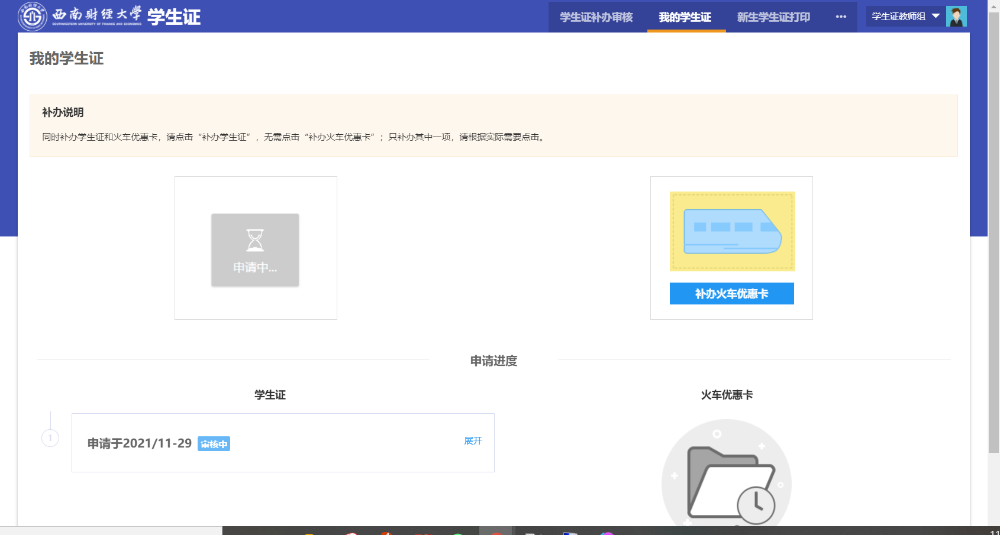 西南财经大学 学生证
SOUTHWESTERN UNIVERSITY OF FINANCE AND ECONOMICS
学生证补办审核 我的学生证 新生学生证打印 ··· 学生证教师组
我的学生证
补办说明
同时补办学生证和火车优惠卡，请点击“补办学生证”，无需点击“补办火车优惠卡”；只补办其中一项，请根据实际需要点击。
申请中...
补办火车优惠卡
申请进度
学生证
火车优惠卡
1
申请于2021/11-29 审核中 展开